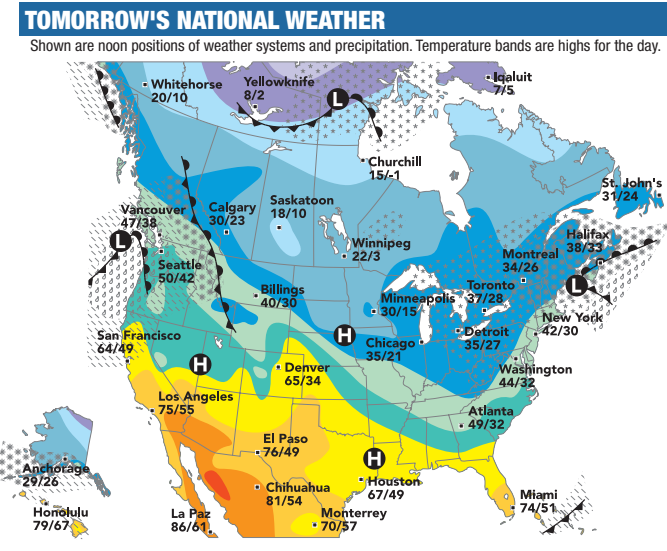 TOMORROW'S NATIONAL WEATHER
Shown are noon positions of weather systems and precipitation. Temperature bands are highs for the day.
Whitehorse
20/10
Yellowknife
8/2
Iqaluit
7/5
L
Churchill
15/-1
St. John's
31/24
Vancouver
47/38
Calgary
30/23
Saskatoon
18/10
Winnipeg
22/3
Halifax
38/33
Montreal
34/26
L
Seattle
50/42
Billings
40/30
Minneapolis
30/15
Toronto
37/28
L
New York
42/30
San Francisco
64/49
H
H
Chicago
35/21
Detroit
35/27
Denver
65/34
Washington
44/32
Los Angeles
75/55
Atlanta
49/32
El Paso
76/49
H
Anchorage
29/26
Chihuahua
81/54
Houston
67/49
Miami
74/51
Honolulu
79/67
La Paz
86/61
Monterrey
70/57